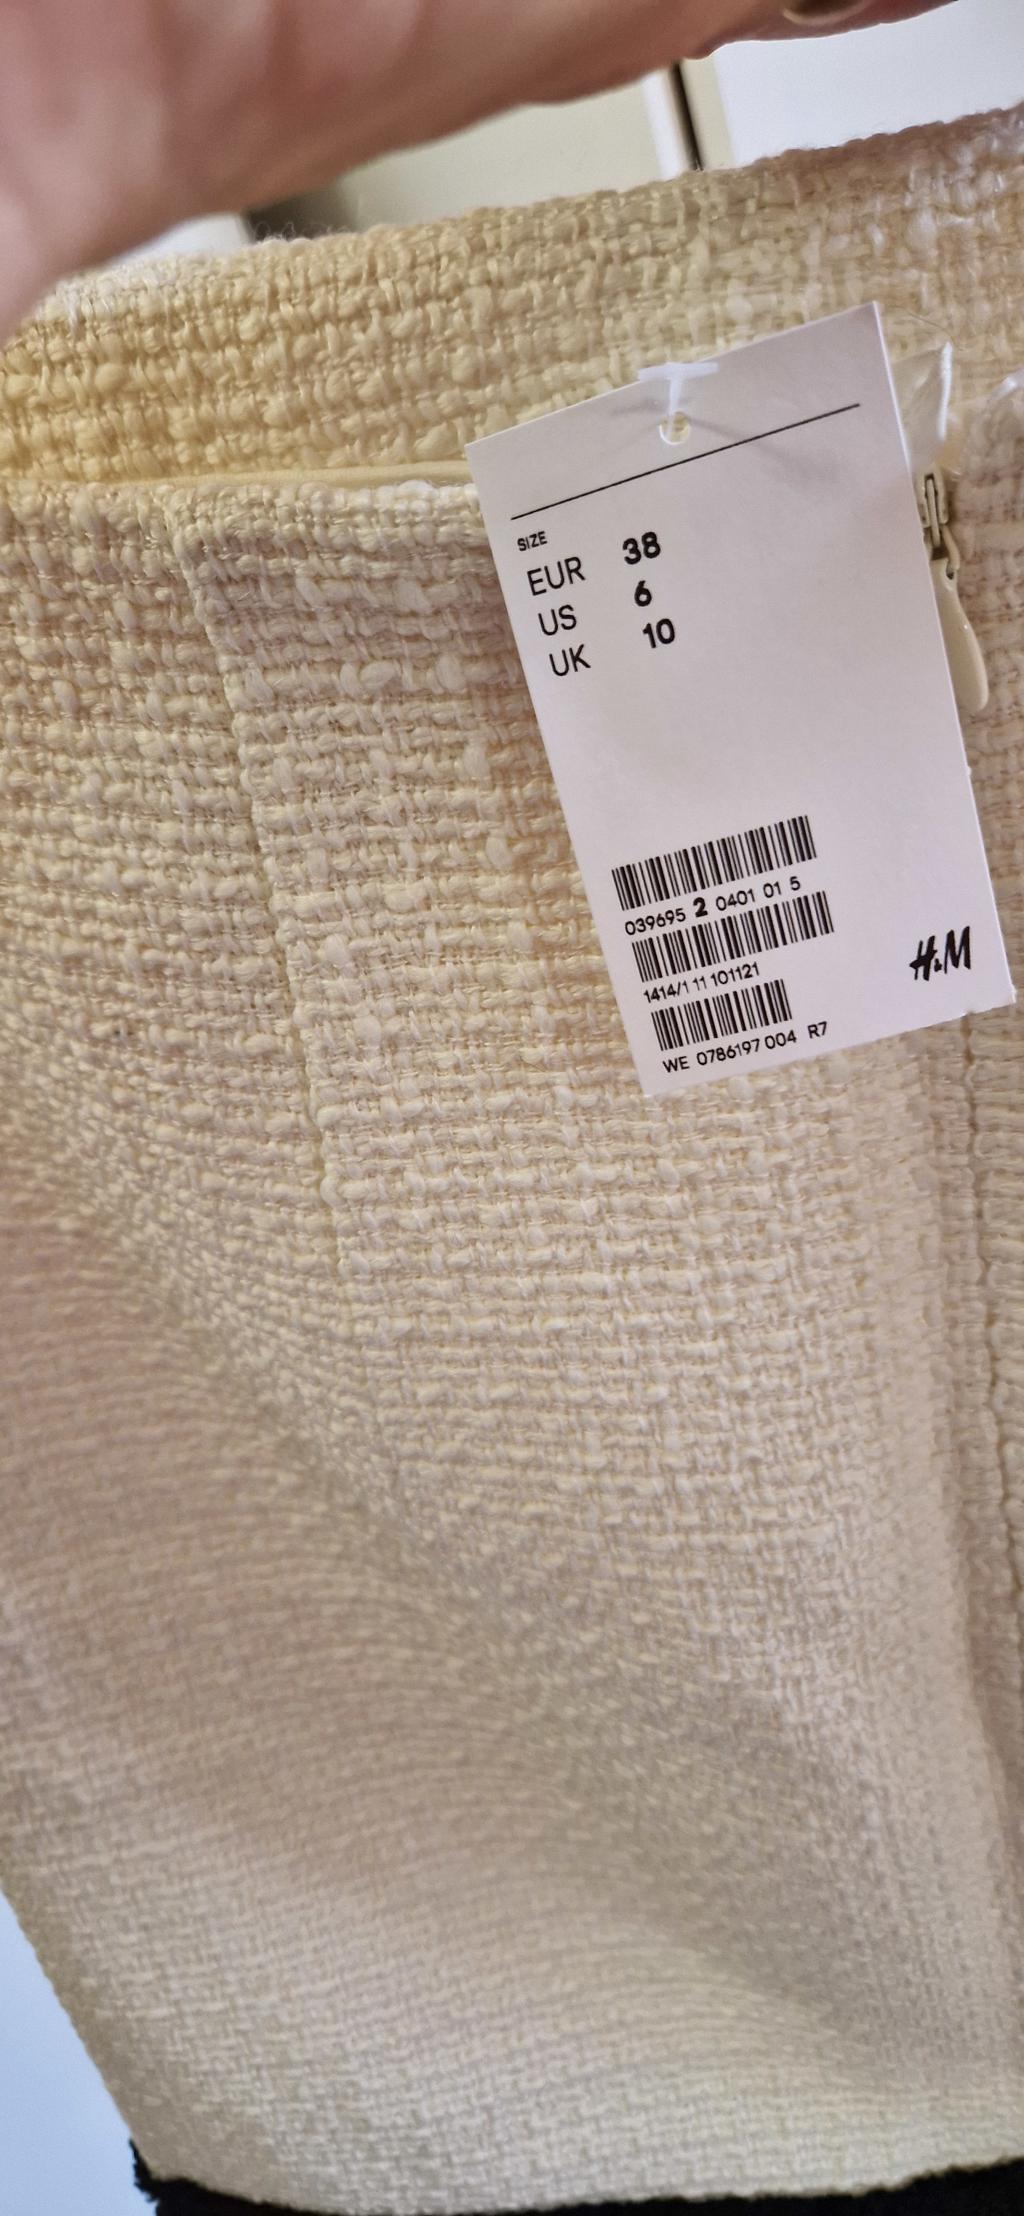 SIZE
EUR 38
US 6
UK 10
039695 2 0401 01 5
1414/1 11 101121
WE 0786197 004 R7
H&M